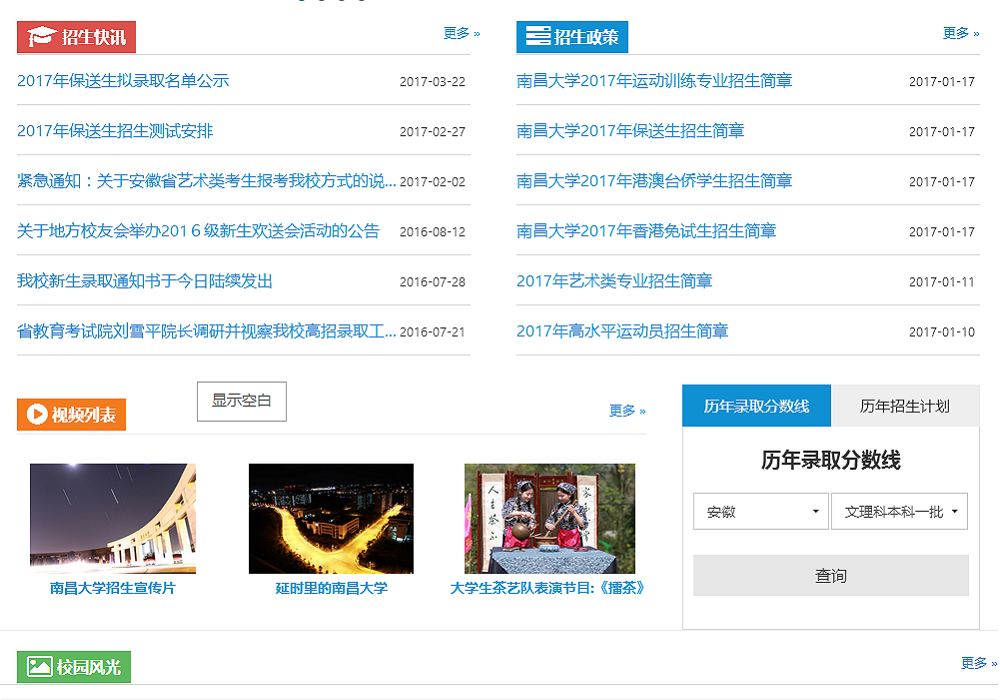 招生快讯
更多 »
2017年保送生拟录取名单公示 2017-03-22
2017年保送生招生测试安排 2017-02-27
紧急通知：关于安徽省艺术类考生报考我校方式的说... 2017-02-02
关于地方校友会举办201６级新生欢送会活动的公告 2016-08-12
我校新生录取通知书于今日陆续发出 2016-07-28
省教育考试院刘雪平院长调研并视察我校高招录取工... 2016-07-21
招生政策
更多 »
南昌大学2017年运动训练专业招生简章 2017-01-17
南昌大学2017年保送生招生简章 2017-01-17
南昌大学2017年港澳台侨学生招生简章 2017-01-17
南昌大学2017年香港免试生招生简章 2017-01-17
2017年艺术类专业招生简章 2017-01-11
2017年高水平运动员招生简章 2017-01-10
视频列表
显示空白
更多 »
南昌大学招生宣传片
延时里的南昌大学
大学生茶艺队表演节目:《擂茶》
历年录取分数线
历年招生计划
历年录取分数线
安徽
文理科本科一批
查询
校园风光
更多 »